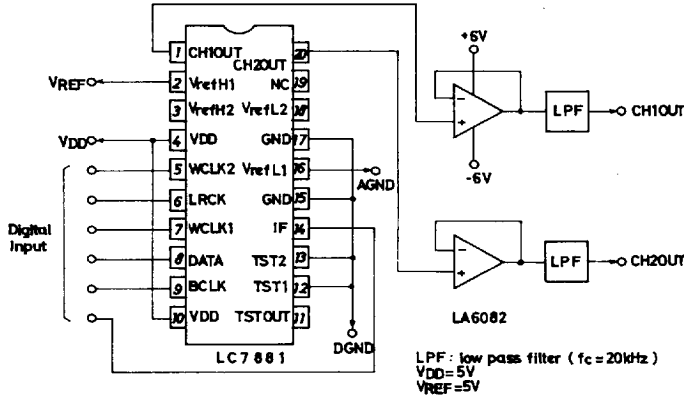 +6V
1 CH1OUT
CH2OUT 20
VREF
2 VrefH1
NC 19
3 VrefH2
VrefL2 18
VDD
4 VDD
GND 17
5 WCLK2
VrefL1 16
AGND
-6V
6 LRCK
GND 15
7 WCLK1
IF 14
8 DATA
TST2 13
9 BCLK
TST1 12
10 VDD
TSTOUT 11
Digital
Input
LC7881
DGND
-
+
LPF
CH1OUT
-
+
LPF
CH2OUT
LA6082
LPF : low pass filter ( fc = 20kHz )
VDD=5V
VREF=5V